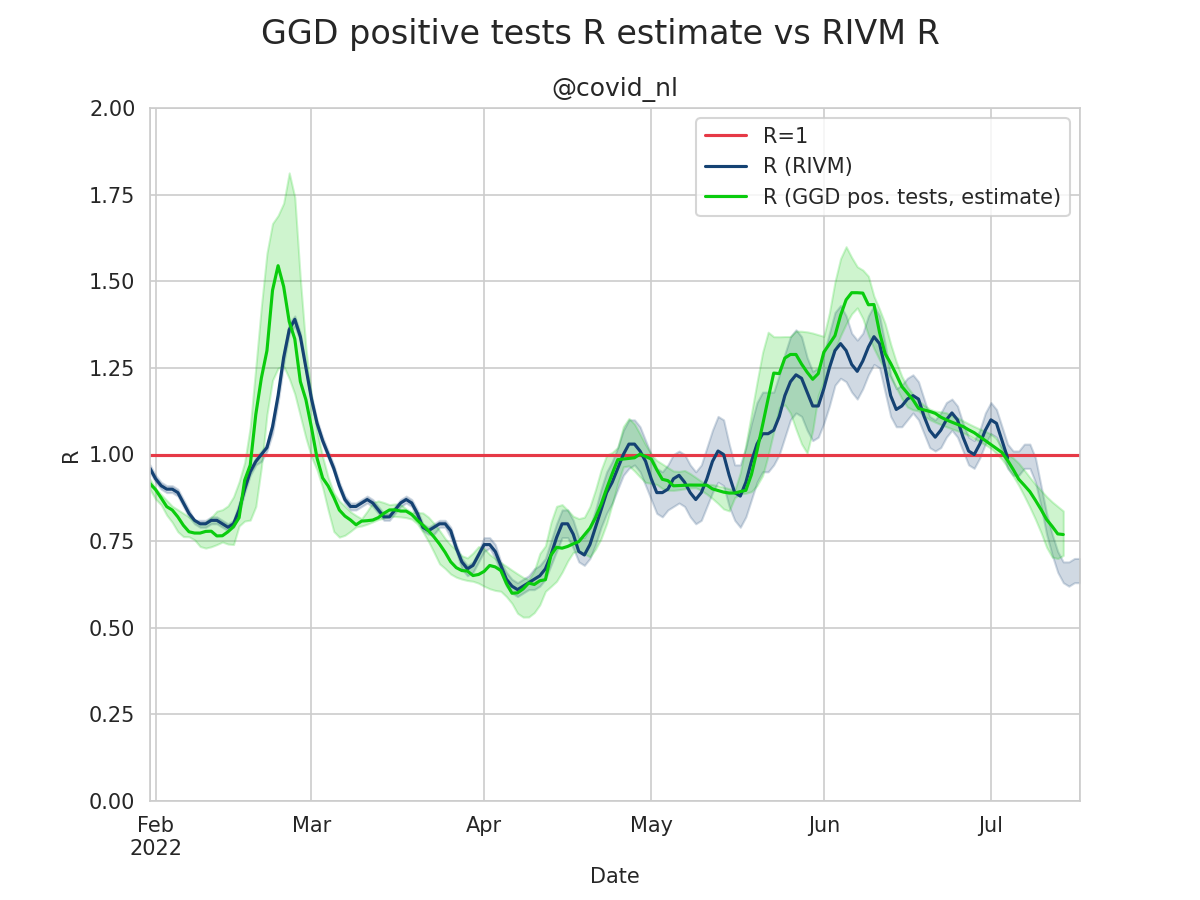 GGD positive tests R estimate vs RIVM R
@covid_nl
R=1
R (RIVM)
R (GGD pos. tests, estimate)
R
2.00
1.75
1.50
1.25
1.00
0.75
0.50
0.25
0.00
Feb Mar Apr May Jun Jul
2022
Date